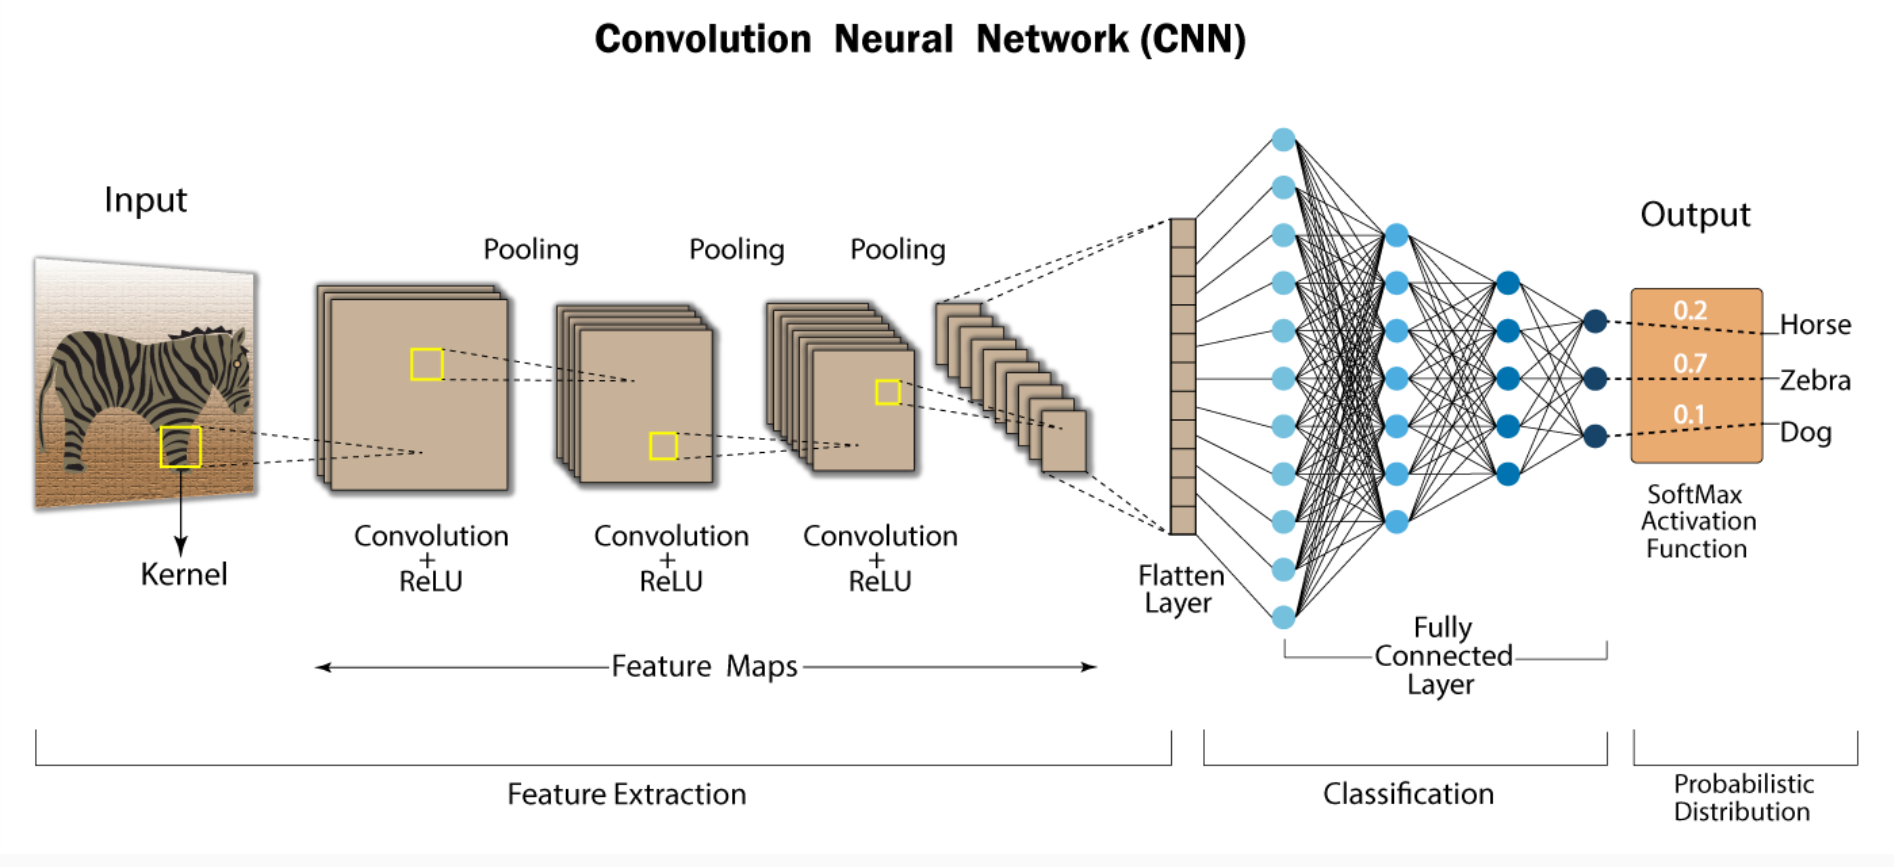 Convolution Neural Network (CNN)
Input
Kernel
Pooling
Pooling
Pooling
Convolution
+
ReLU
Convolution
+
ReLU
Convolution
+
ReLU
Feature Maps
Feature Extraction
Flatten
Layer
Fully
Connected
Layer
Classification
Output
0.2
Horse
0.7
Zebra
0.1
Dog
SoftMax
Activation
Function
Probabilistic
Distribution